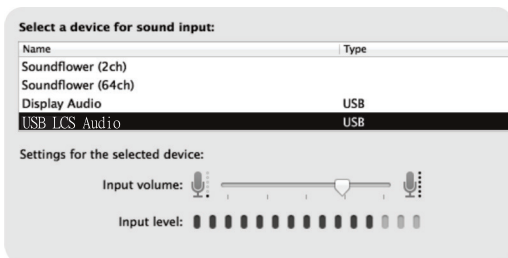 Select a device for sound input:
Name Type
Soundflower (2ch)
Soundflower (64ch)
Display Audio USB
USB LCS Audio USB
Settings for the selected device:
Input volume:
Input level: